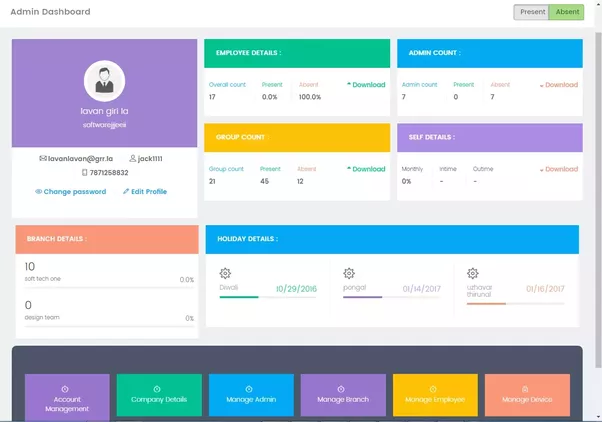 Admin Dashboard
Present Absent
lavan giri la
software,jjeei
lavanlavan@grr.la jack1111
7871258832
Change password Edit Profile
EMPLOYEE DETAILS :
Overall count Present Absent Download
17 0.0% 100.0%
ADMIN COUNT :
Admin count Present Absent Download
7 0 7
GROUP COUNT :
Group count Present Absent Download
21 45 12
SELF DETAILS :
Monthly Intime Outime Download
0% - -
BRANCH DETAILS :
10
soft tech one 0.0%
0
design team 0%
HOLIDAY DETAILS :
Diwali 10/29/2016
pongal 01/14/2017
uzhavar
thirunal 01/16/2017
Account
Management
Company Details
Manage Admin
Manage Branch
Manage Employee
Manage Device